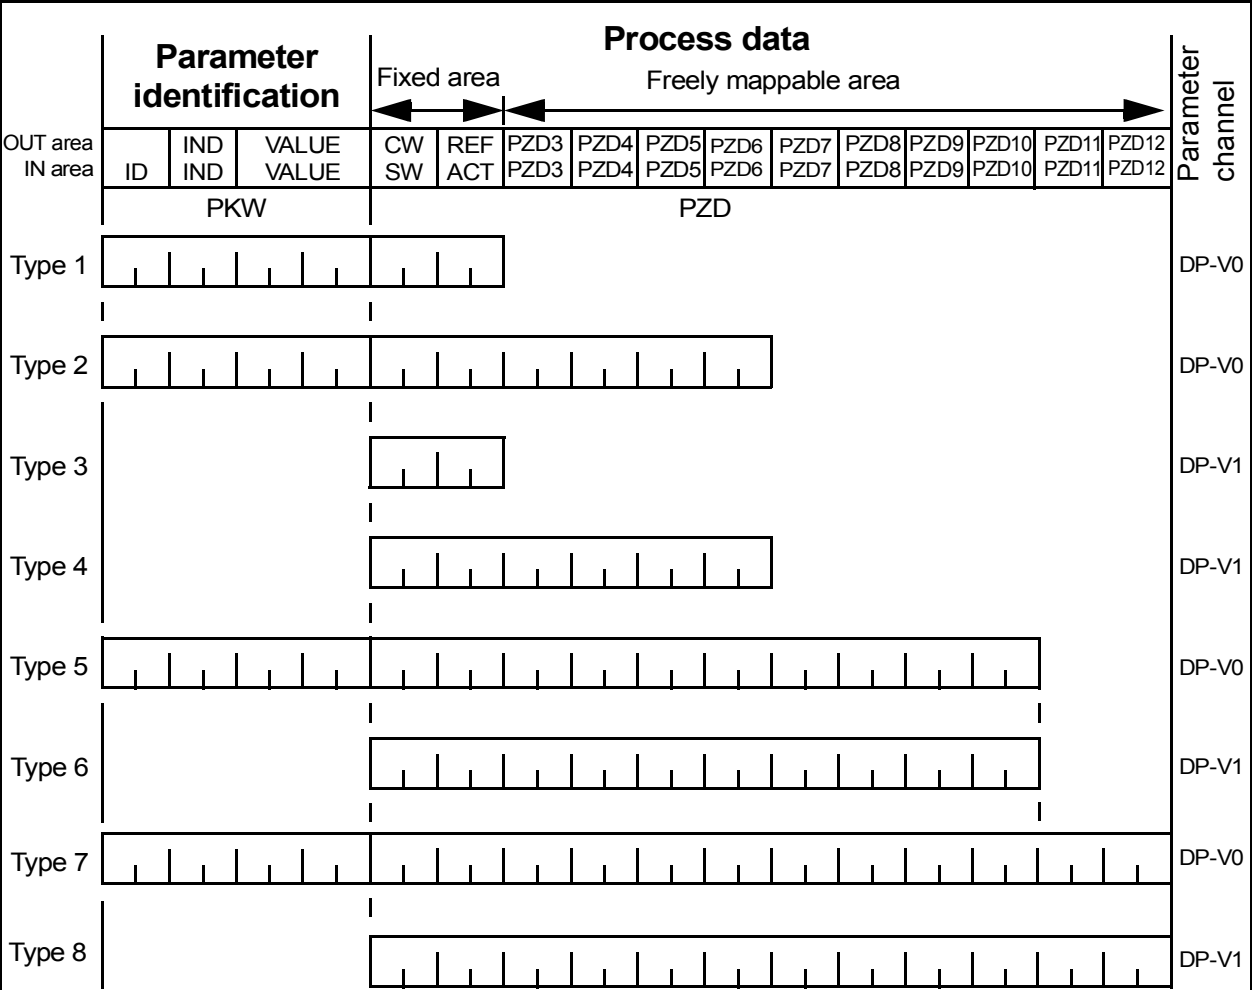 Process data
Parameter
identification
Fixed area
Freely mappable area
Parameter
channel
OUT area IND VALUE CW REF PZD3 PZD4 PZD5 PZD6 PZD7 PZD8 PZD9 PZD10 PZD11 PZD12
IN area ID IND VALUE SW ACT PZD3 PZD4 PZD5 PZD6 PZD7 PZD8 PZD9 PZD10 PZD11 PZD12
PKW PZD
Type 1 DP-V0
Type 2 DP-V0
Type 3 DP-V1
Type 4 DP-V1
Type 5 DP-V0
Type 6 DP-V1
Type 7 DP-V0
Type 8 DP-V1